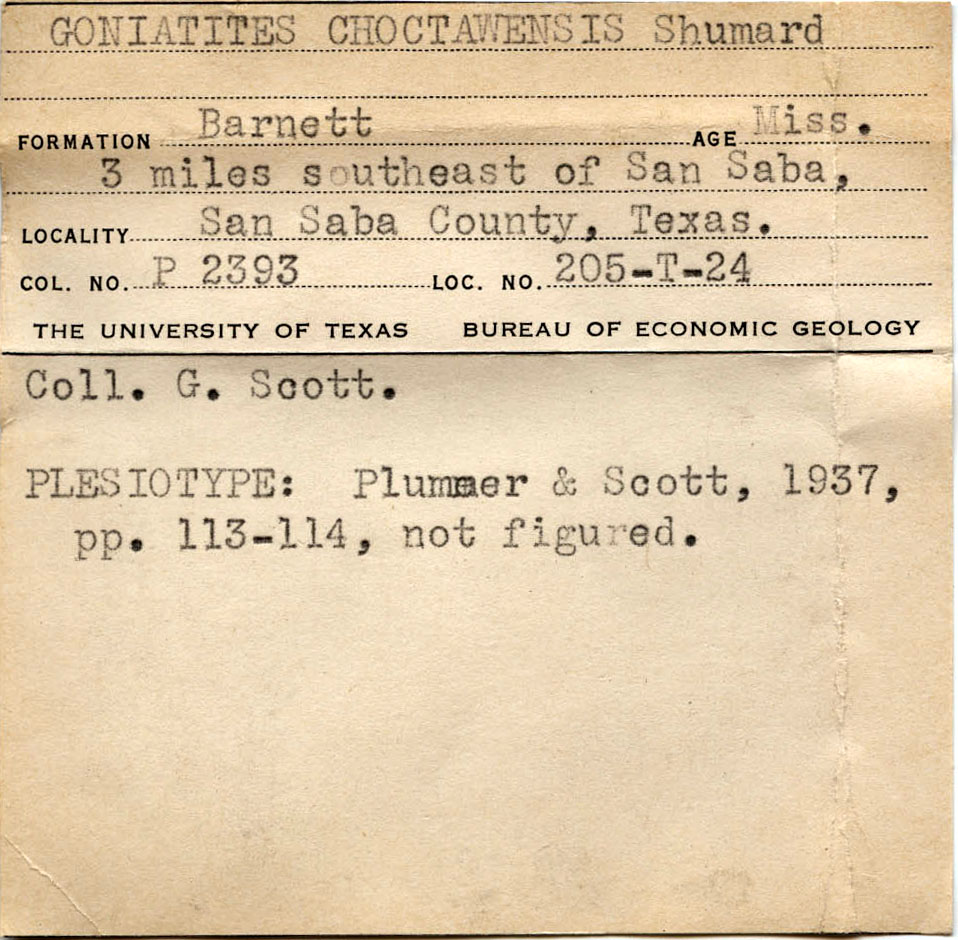 GONIATITES CHOCTAWENSIS Shumard
FORMATION Barnett AGE Miss.
3 miles southeast of San Saba,
LOCALITY San Saba County, Texas.
COL. NO. P 2393 LOC. NO. 205-T-24
THE UNIVERSITY OF TEXAS BUREAU OF ECONOMIC GEOLOGY
Coll. G. Scott.
PLESIOTYPE: Plummer & Scott, 1937,
pp. 113-114, not figured.